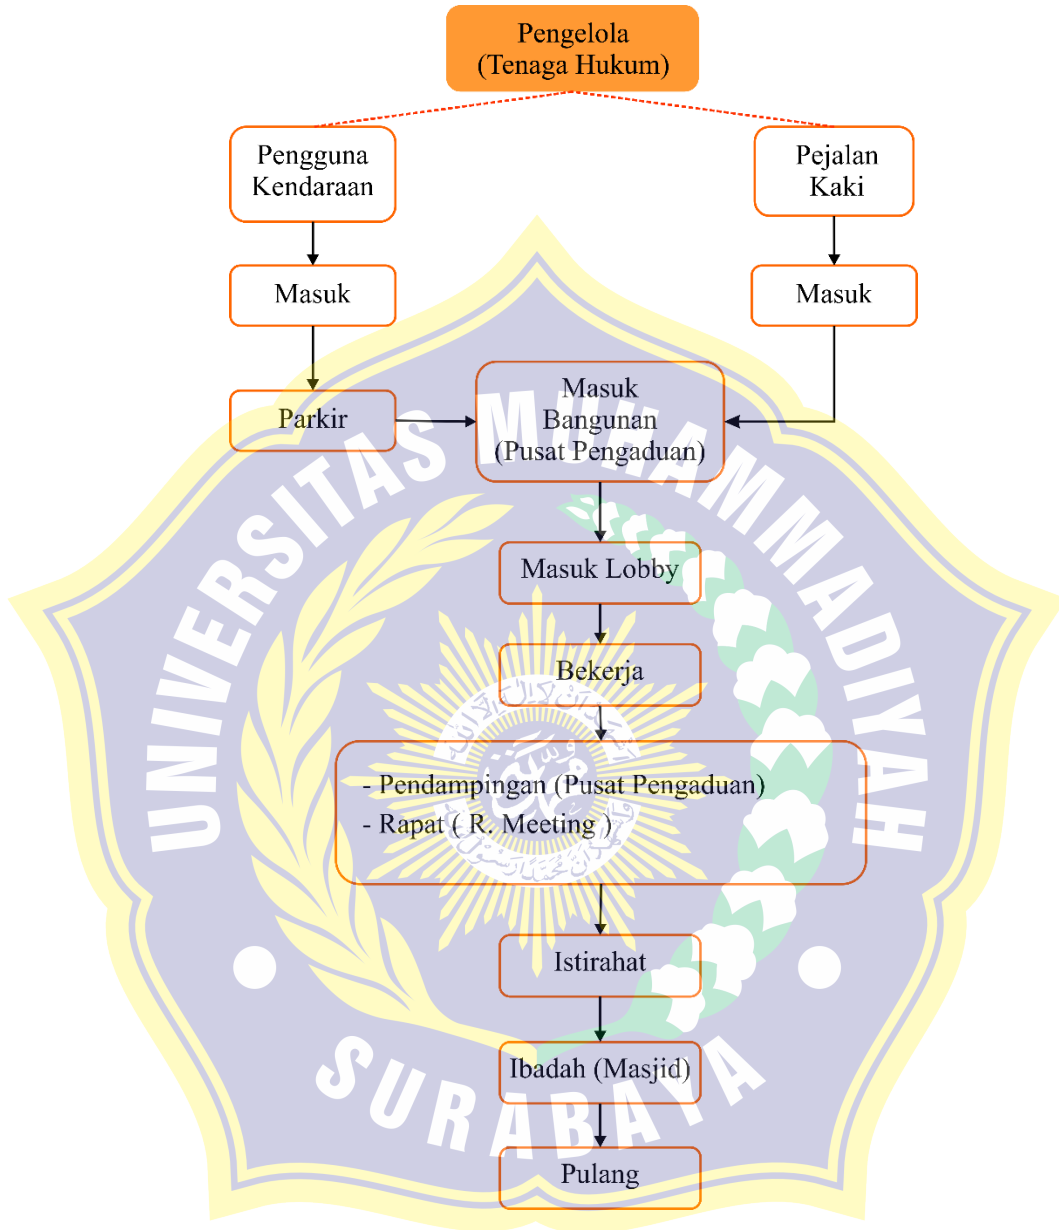 Pengelola
(Tenaga Hukum)
Pengguna
Kendaraan
Pejalan
Kaki
Masuk
Masuk
Parkir
Masuk
Bangunan
(Pusat Pengaduan)
Masuk Lobby
Bekerja
- Pendampingan (Pusat Pengaduan)
- Rapat ( R. Meeting )
Istirahat
Ibadah (Masjid)
Pulang
UNIVERSITAS MUHAMMADIYAH
SURABAYA